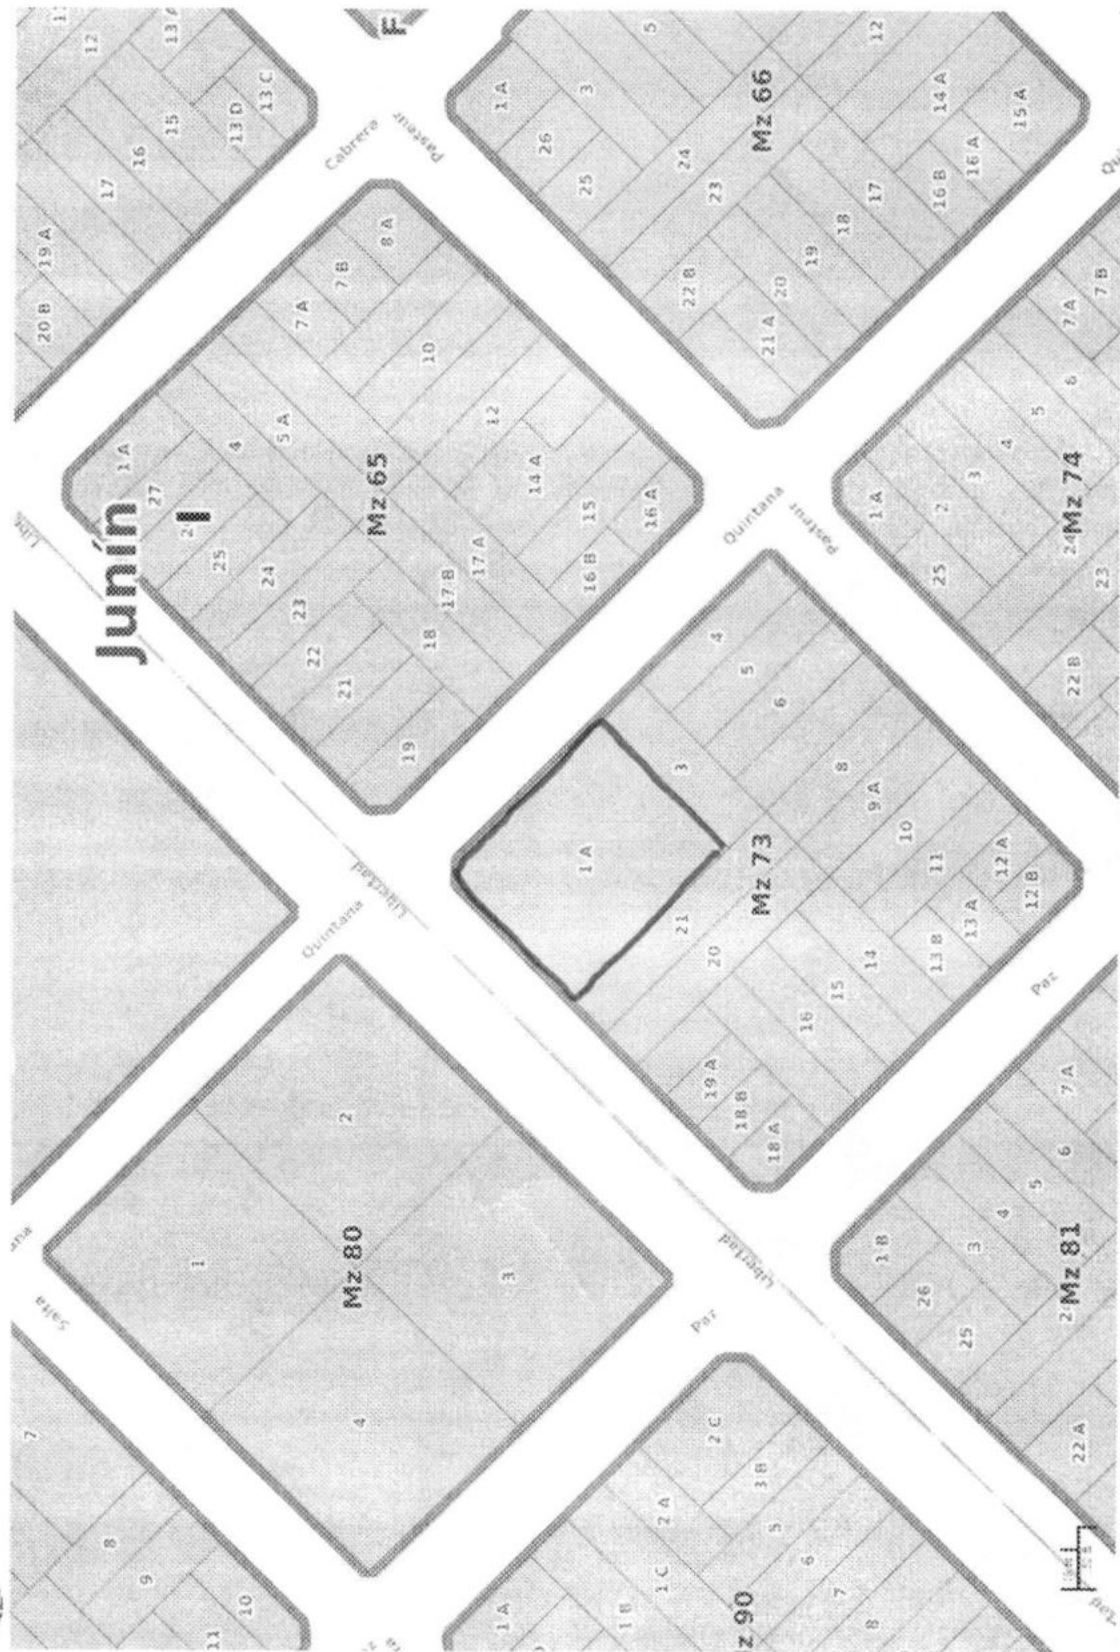 Junín
7
8
9
10
11
Salta
Mz 80
1
2
3
4
Quintana
Libertad
Paz
Libertad
1 A
1 B
1 C
2 A
2 C
3 B
5
6
7
8
20 B
19 A
17
16
15
13 D
13 C
12
Cabrera
Pasteur
Mz 65
1 A
27
25
24
23
22
21
4
5 A
7 A
7 B
8 A
10
12
14 A
15
16 A
16 B
17 A
17 B
18
19
Mz 73
1 A
3
4
5
6
8
9 A
10
11
12 A
12 B
13 A
13 B
14
15
16
18 A
18 B
19 A
20
21
Quintana
Pasteur
Paz
Mz 66
1 A
3
5
26
25
24
23
22 B
21 A
20
19
18
17
16 B
16 A
15 A
14 A
12
Mz 74
1 A
2
3
4
5
6
7 A
7 B
25
24
23
22 B
Mz 81
1 B
3
4
5
6
7 A
26
25
22 A